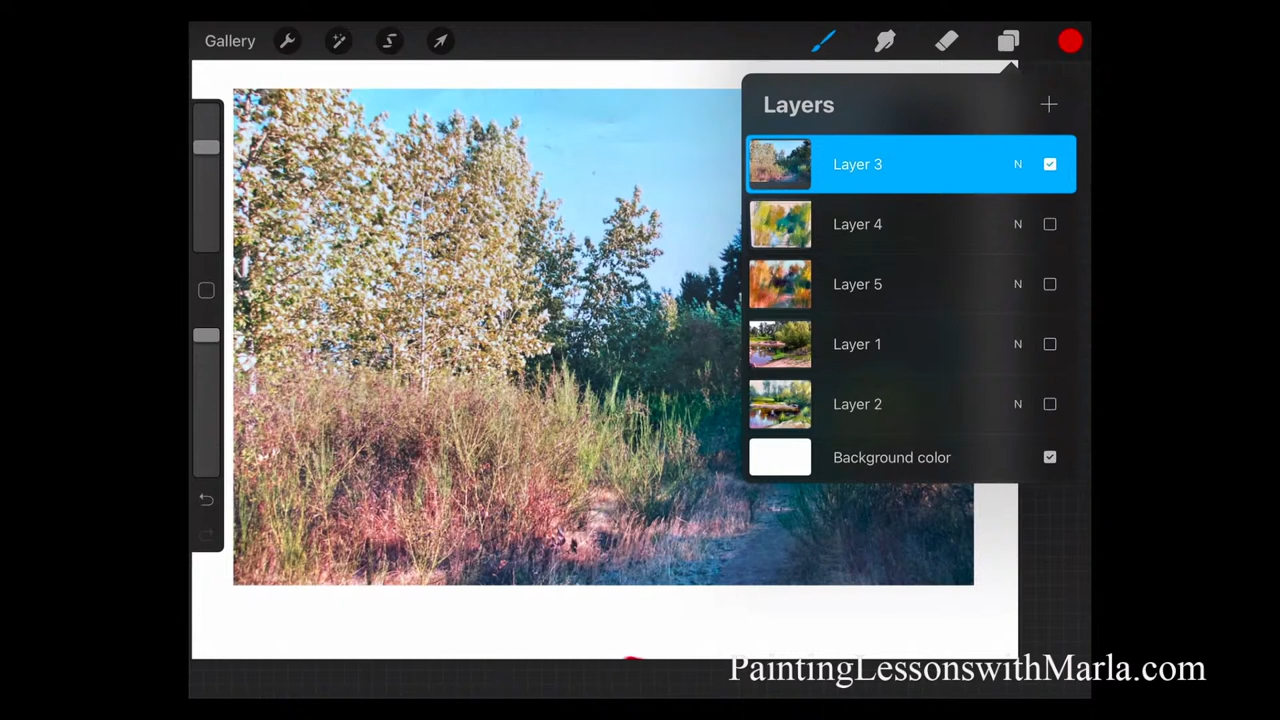 Gallery
Layers
Layer 3 N
Layer 4 N
Layer 5 N
Layer 1 N
Layer 2 N
Background color
PaintingLessonswithMarla.com